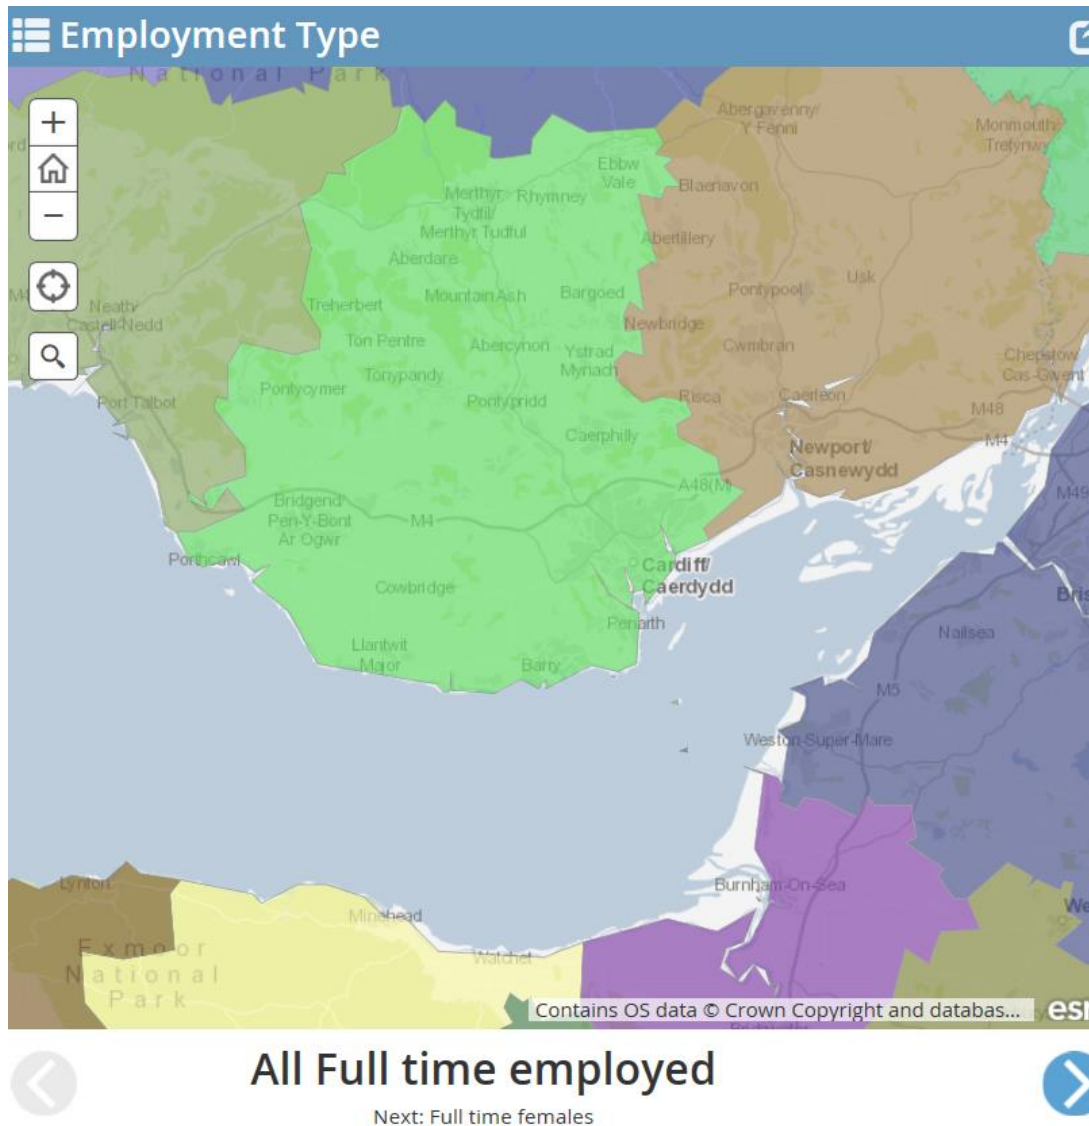 Employment Type
National Park
Abergavenny/
Y Fenni
Monmouth/
Trefynwy
Ebbw
Vale
Blaenavon
Merthyr
Tydfil/
Merthyr Tudful
Rhymney
Abertillery
Aberdare
Usk
Treherbert
Mountain Ash
Bargoed
Pontypool
Neath/
Castell-Nedd
Newbridge
Ton Pentre
Abercynon
Ystrad
Mynach
Cwmbran
Chepstow/
Cas-Gwent
Pontycymer
Tonypandy
Port Talbot
Pontypridd
Risca
Caerleon
M48
Caerphilly
M4
Newport/
Casnewydd
A48(M)
M49
Bridgend/
Pen-Y-Bont
Ar Ogwr
M4
Porthcawl
Cardiff/
Caerdydd
Cowbridge
Bris
Penarth
Nailsea
Llantwit
Major
Barry
M5
Weston-Super-Mare
Lynton
Burnham-On-Sea
We
Minehead
Exmoor
National
Park
Watchet
Contains OS data © Crown Copyright and databas...
esri
All Full time employed
Next: Full time females